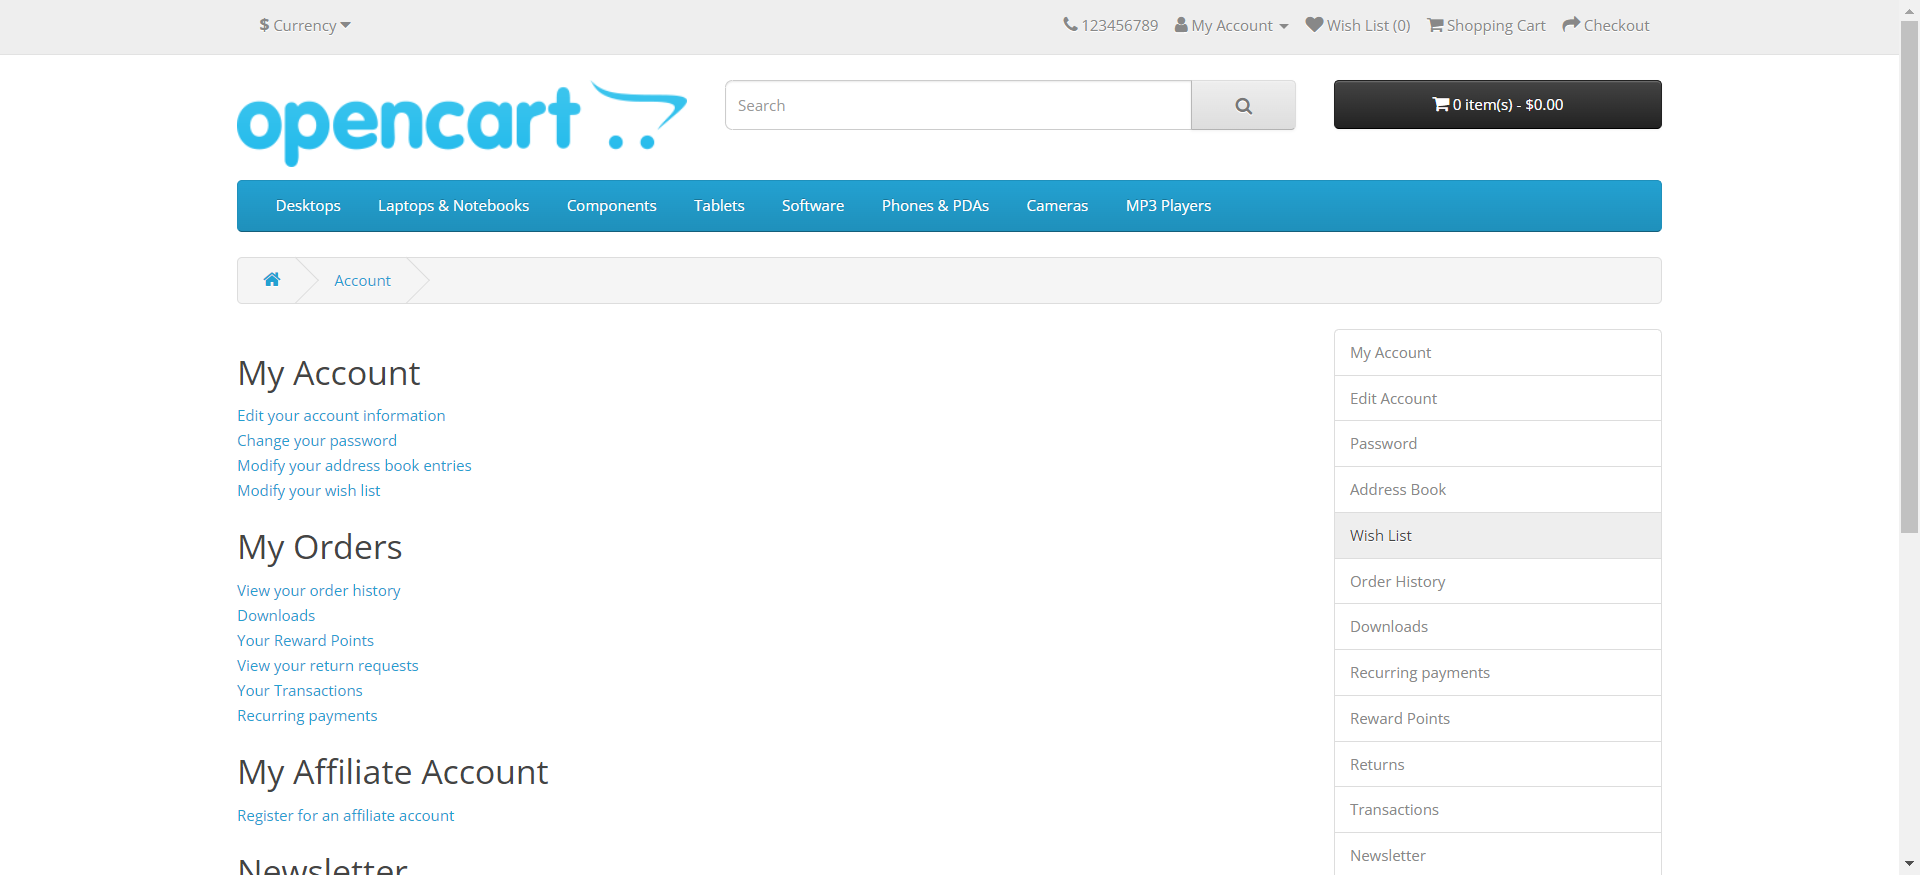 $ Currency
123456789 My Account Wish List (0) Shopping Cart Checkout
opencart
Search
0 item(s) - $0.00
Desktops Laptops & Notebooks Components Tablets Software Phones & PDAs Cameras MP3 Players
Account
My Account
Edit your account information
Change your password
Modify your address book entries
Modify your wish list
My Orders
View your order history
Downloads
Your Reward Points
View your return requests
Your Transactions
Recurring payments
My Affiliate Account
Register for an affiliate account
Newsletter
My Account
Edit Account
Password
Address Book
Wish List
Order History
Downloads
Recurring payments
Reward Points
Returns
Transactions
Newsletter